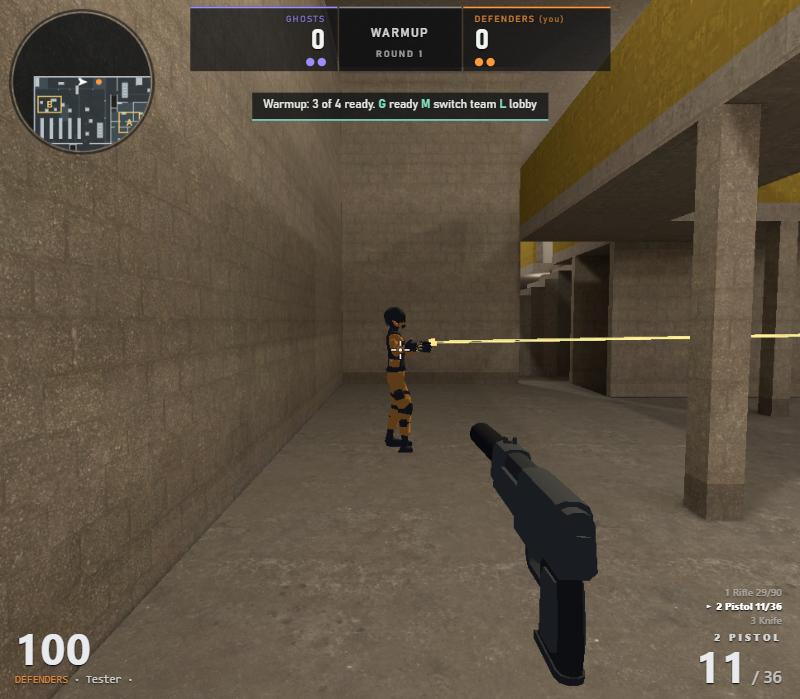 GHOSTS
0
WARMUP
ROUND 1
DEFENDERS (you)
0
Warmup: 3 of 4 ready. G ready M switch team L lobby
B
A
1 Rifle 29/90
▸ 2 Pistol 11/36
3 Knife
2 PISTOL
11 / 36
100
DEFENDERS · Tester ·